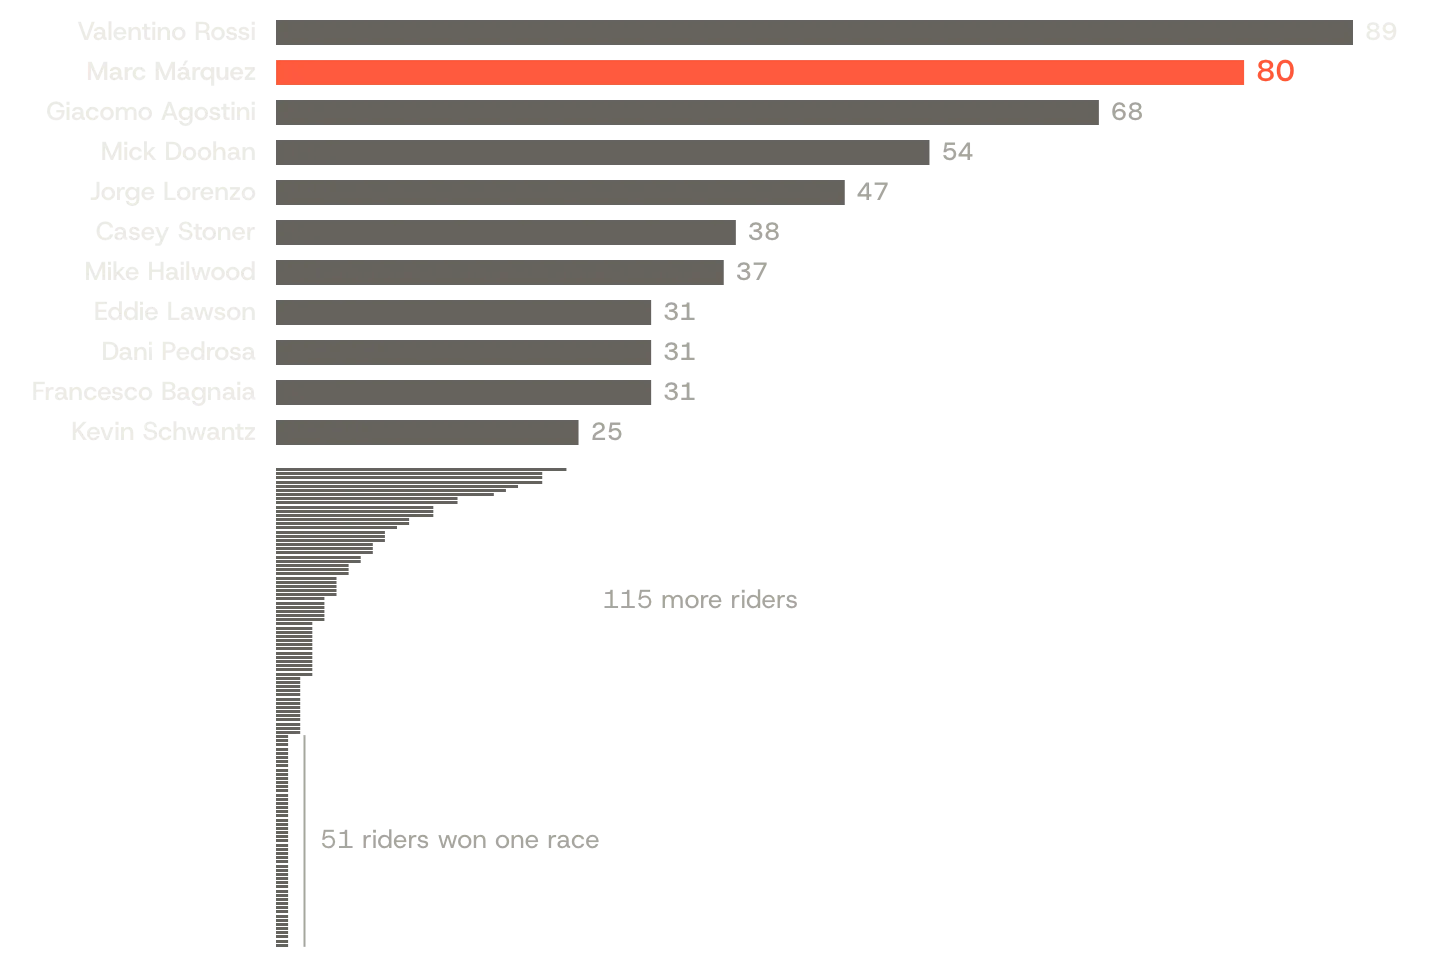 Valentino Rossi 89
Marc Márquez 80
Giacomo Agostini 68
Mick Doohan 54
Jorge Lorenzo 47
Casey Stoner 38
Mike Hailwood 37
Eddie Lawson 31
Dani Pedrosa 31
Francesco Bagnaia 31
Kevin Schwantz 25
115 more riders
51 riders won one race